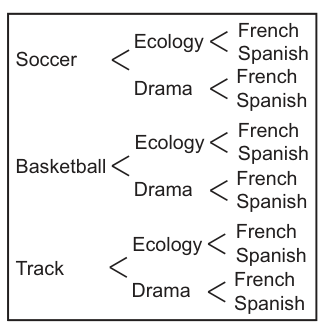 French
Ecology
Spanish
Soccer
French
Drama
Spanish
French
Ecology
Spanish
Basketball
French
Drama
Spanish
French
Ecology
Spanish
Track
French
Drama
Spanish